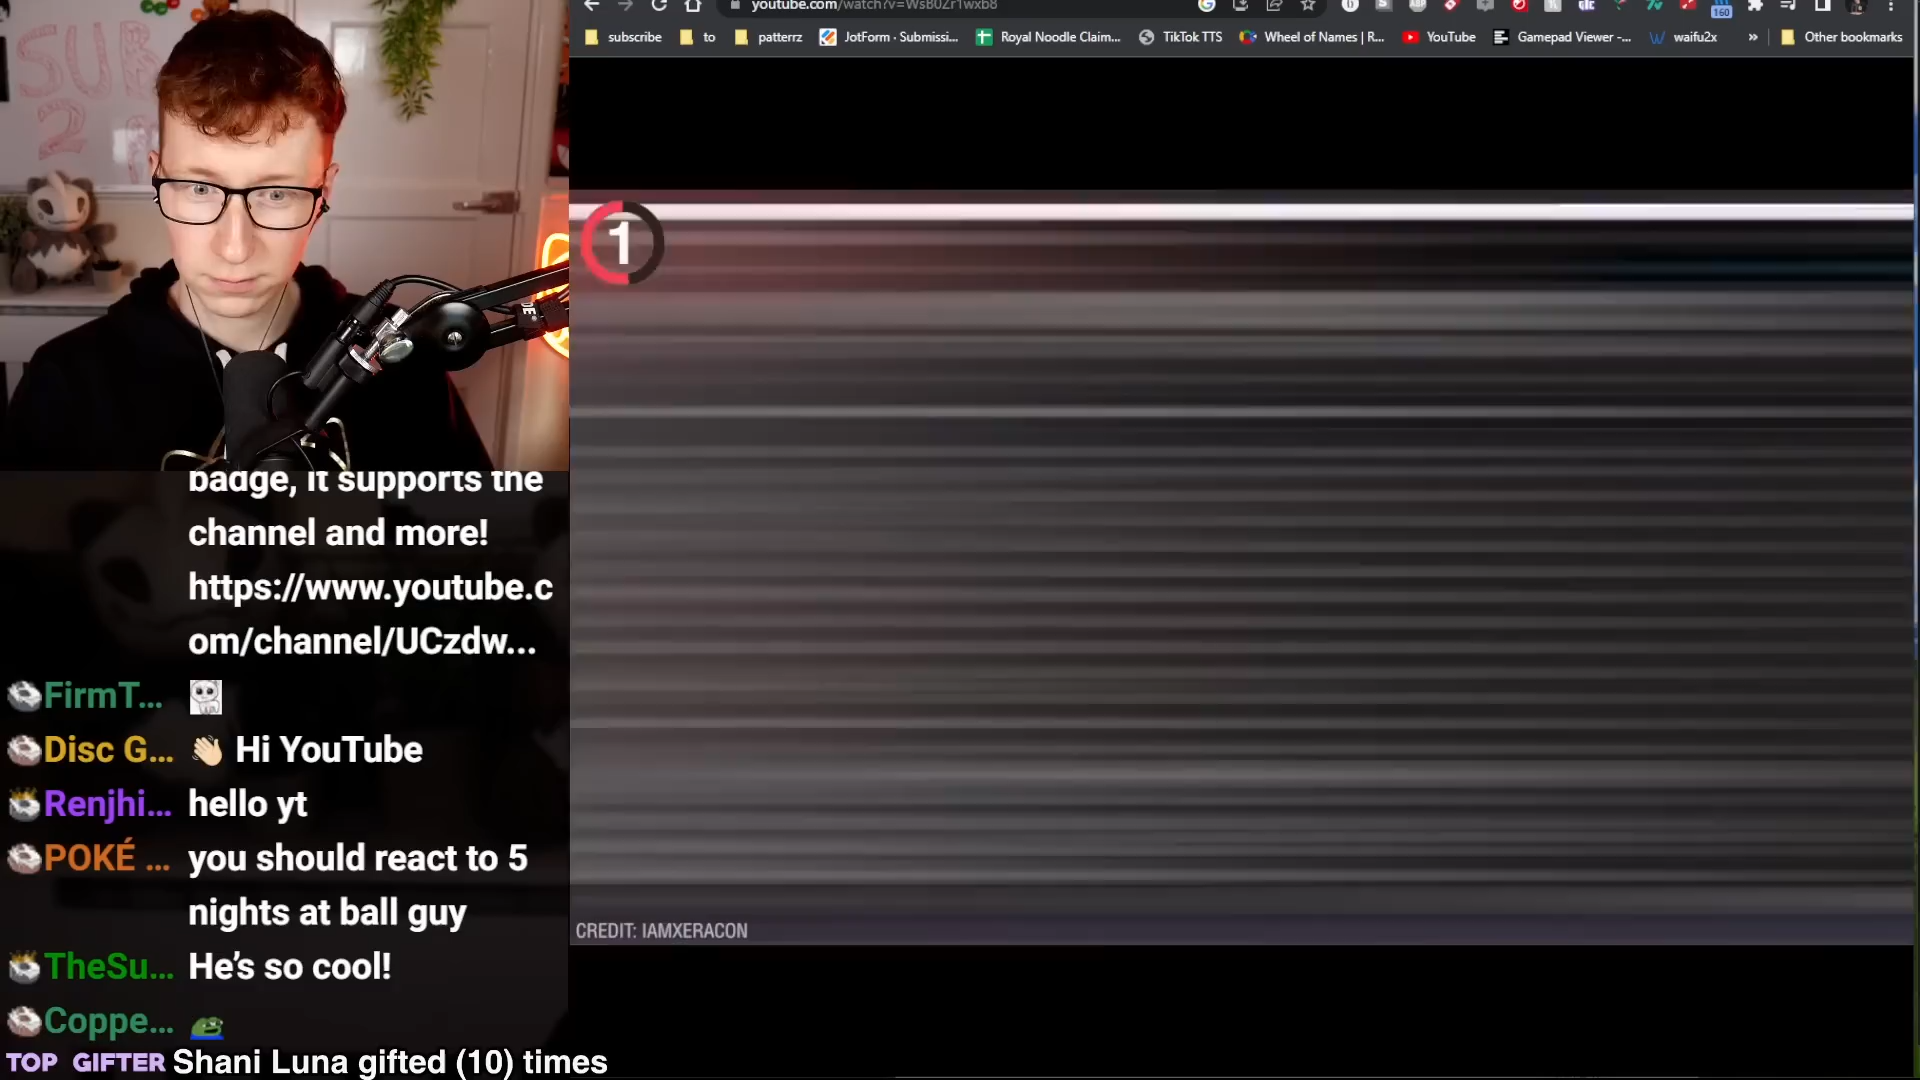 youtube.com/watch?v=WsB0Zr1wxb8
subscribe
to
patterrz
JotForm · Submissi...
Royal Noodle Claim...
TikTok TTS
Wheel of Names | R...
YouTube
Gamepad Viewer -...
waifu2x
»
Other bookmarks
160
SUB
2
1
badge, it supports the
channel and more!
https://www.youtube.c
om/channel/UCzdw...
FirmT...
Disc G... Hi YouTube
Renjhi... hello yt
POKÉ ... you should react to 5
nights at ball guy
TheSu... He's so cool!
Coppe...
CREDIT: IAMXERACON
TOP GIFTER Shani Luna gifted (10) times